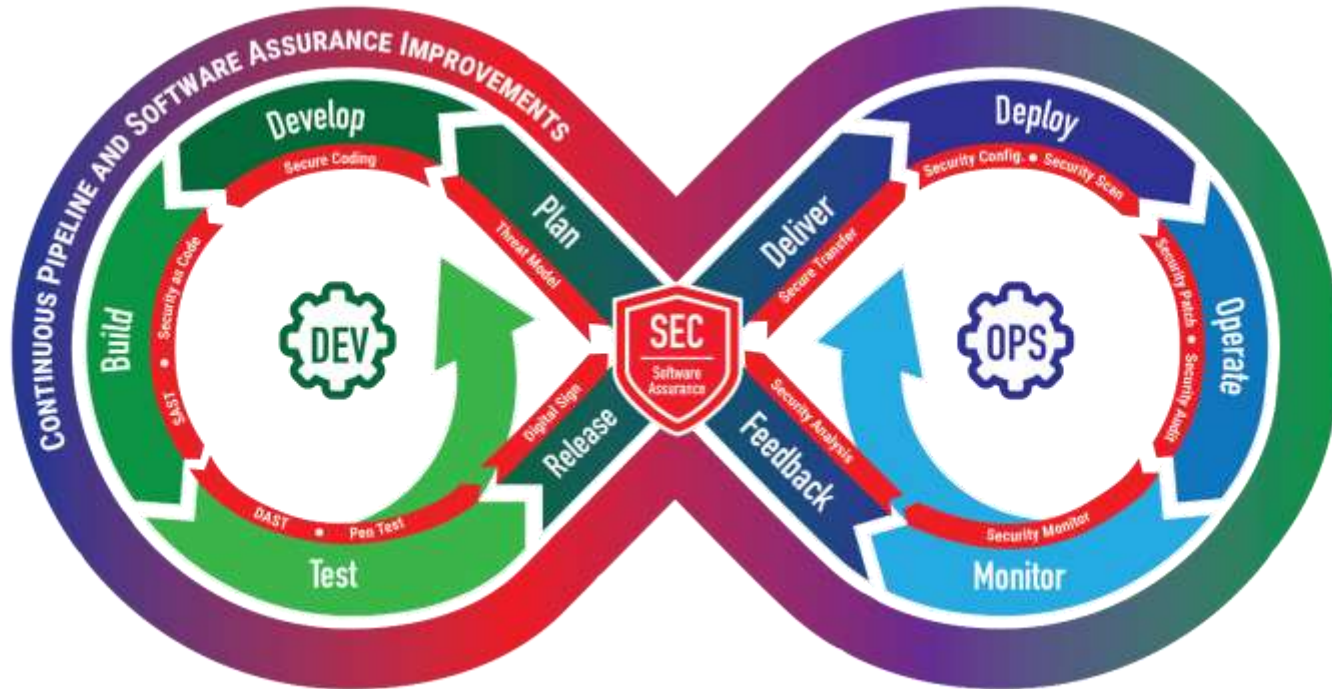 CONTINUOUS PIPELINE AND SOFTWARE ASSURANCE IMPROVEMENTS
Plan
Threat Model
Develop
Secure Coding
Build
Security as Code • SAST
Test
DAST • Pen Test
Release
Digital Sign
DEV
SEC
Software
Assurance
Deliver
Secure Transfer
Deploy
Security Config. • Security Scan
Operate
Security Patch • Security Audit
Monitor
Security Monitor
Feedback
Security Analysis
OPS